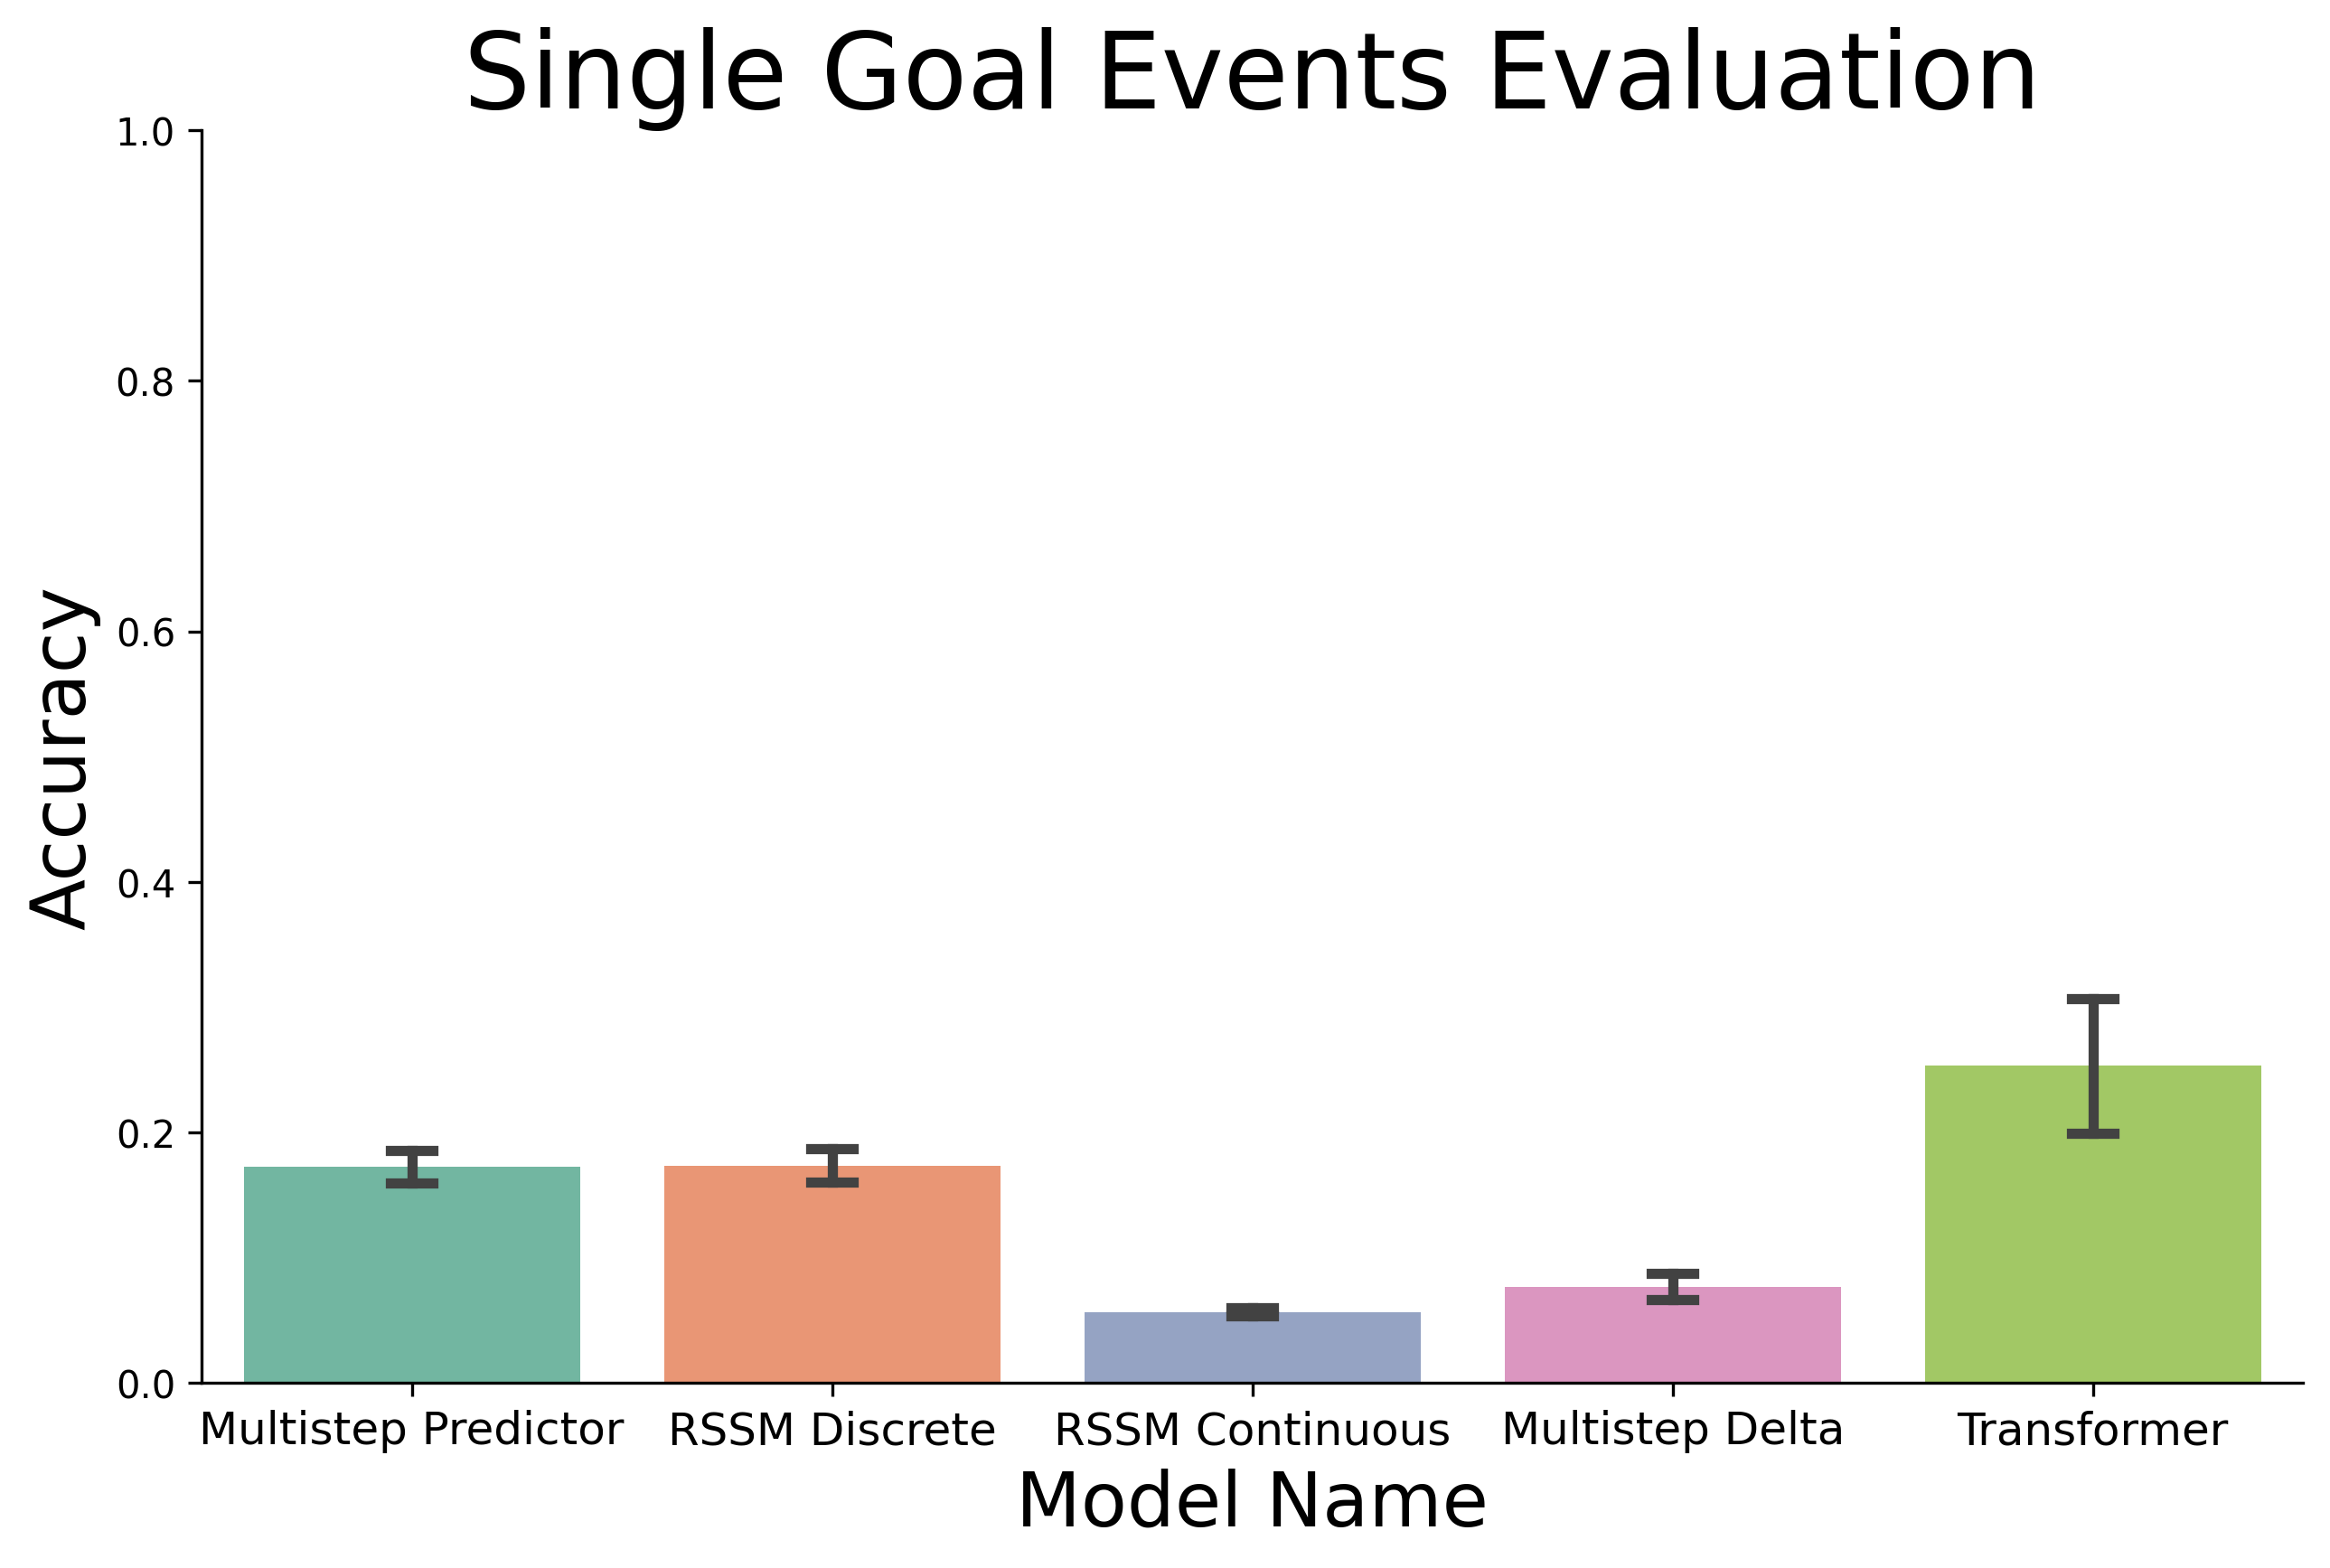 Single Goal Events Evaluation
Accuracy
1.0
0.8
0.6
0.4
0.2
0.0
Multistep Predictor
RSSM Discrete
RSSM Continuous
Multistep Delta
Transformer
Model Name